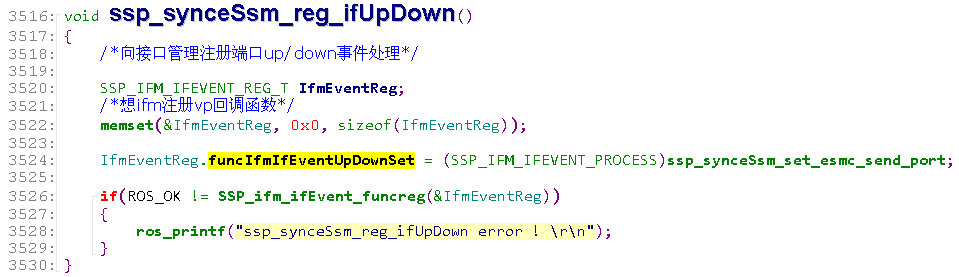 3516: void ssp_synceSsm_reg_ifUpDown()
3517: {
3518: /*向接口管理注册端口up/down事件处理*/
3519:
3520: SSP_IFM_IFEVENT_REG_T IfmEventReg;
3521: /*想ifm注册vp回调函数*/
3522: memset(&IfmEventReg, 0x0, sizeof(IfmEventReg));
3523:
3524: IfmEventReg.funcIfmIfEventUpDownSet = (SSP_IFM_IFEVENT_PROCESS)ssp_synceSsm_set_esmc_send_port;
3525:
3526: if(ROS_OK != SSP_ifm_ifEvent_funcreg(&IfmEventReg))
3527: {
3528: ros_printf("ssp_synceSsm_reg_ifUpDown error ! \r\n");
3529: }
3530: }